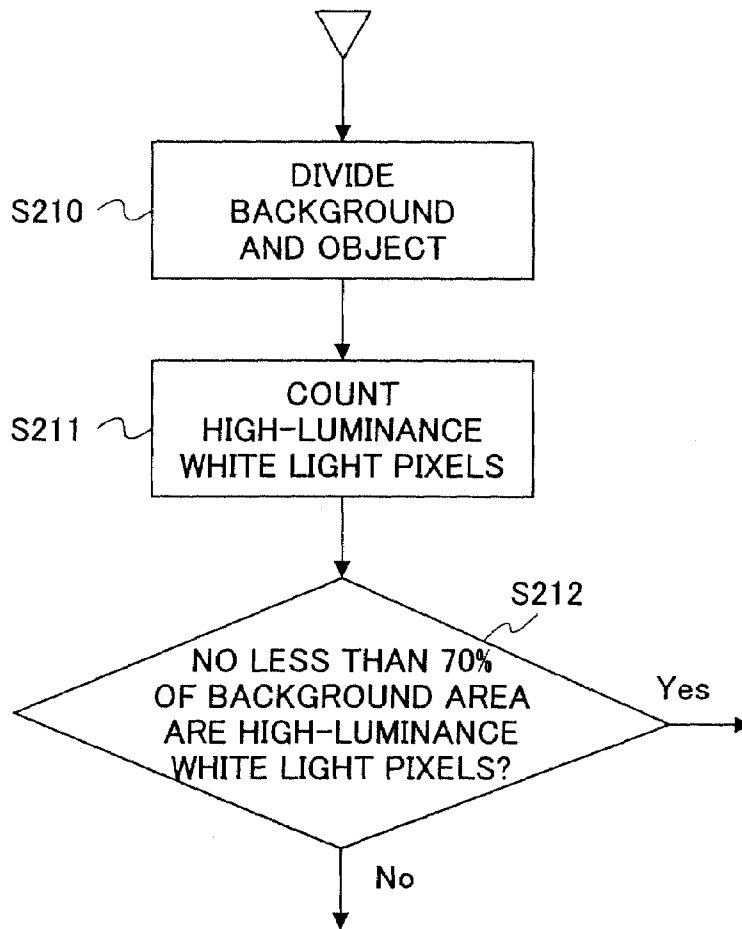 S210
DIVIDE
BACKGROUND
AND OBJECT
S211
COUNT
HIGH-LUMINANCE
WHITE LIGHT PIXELS
S212
NO LESS THAN 70%
OF BACKGROUND AREA
ARE HIGH-LUMINANCE
WHITE LIGHT PIXELS?
Yes
No